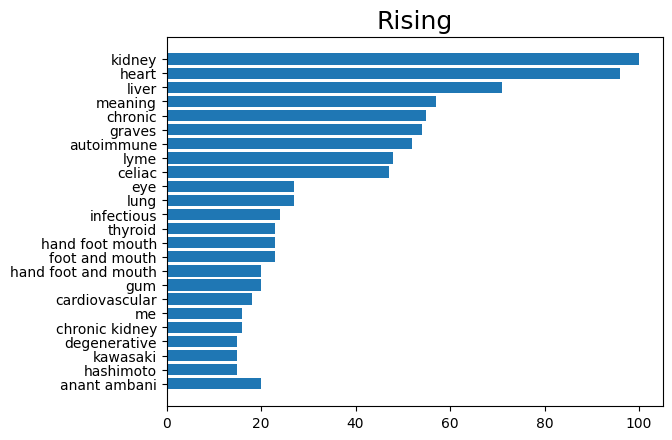 Rising
kidney
heart
liver
meaning
chronic
graves
autoimmune
lyme
celiac
eye
lung
infectious
thyroid
hand foot mouth
foot and mouth
hand foot and mouth
gum
cardiovascular
me
chronic kidney
degenerative
kawasaki
hashimoto
anant ambani
0 20 40 60 80 100